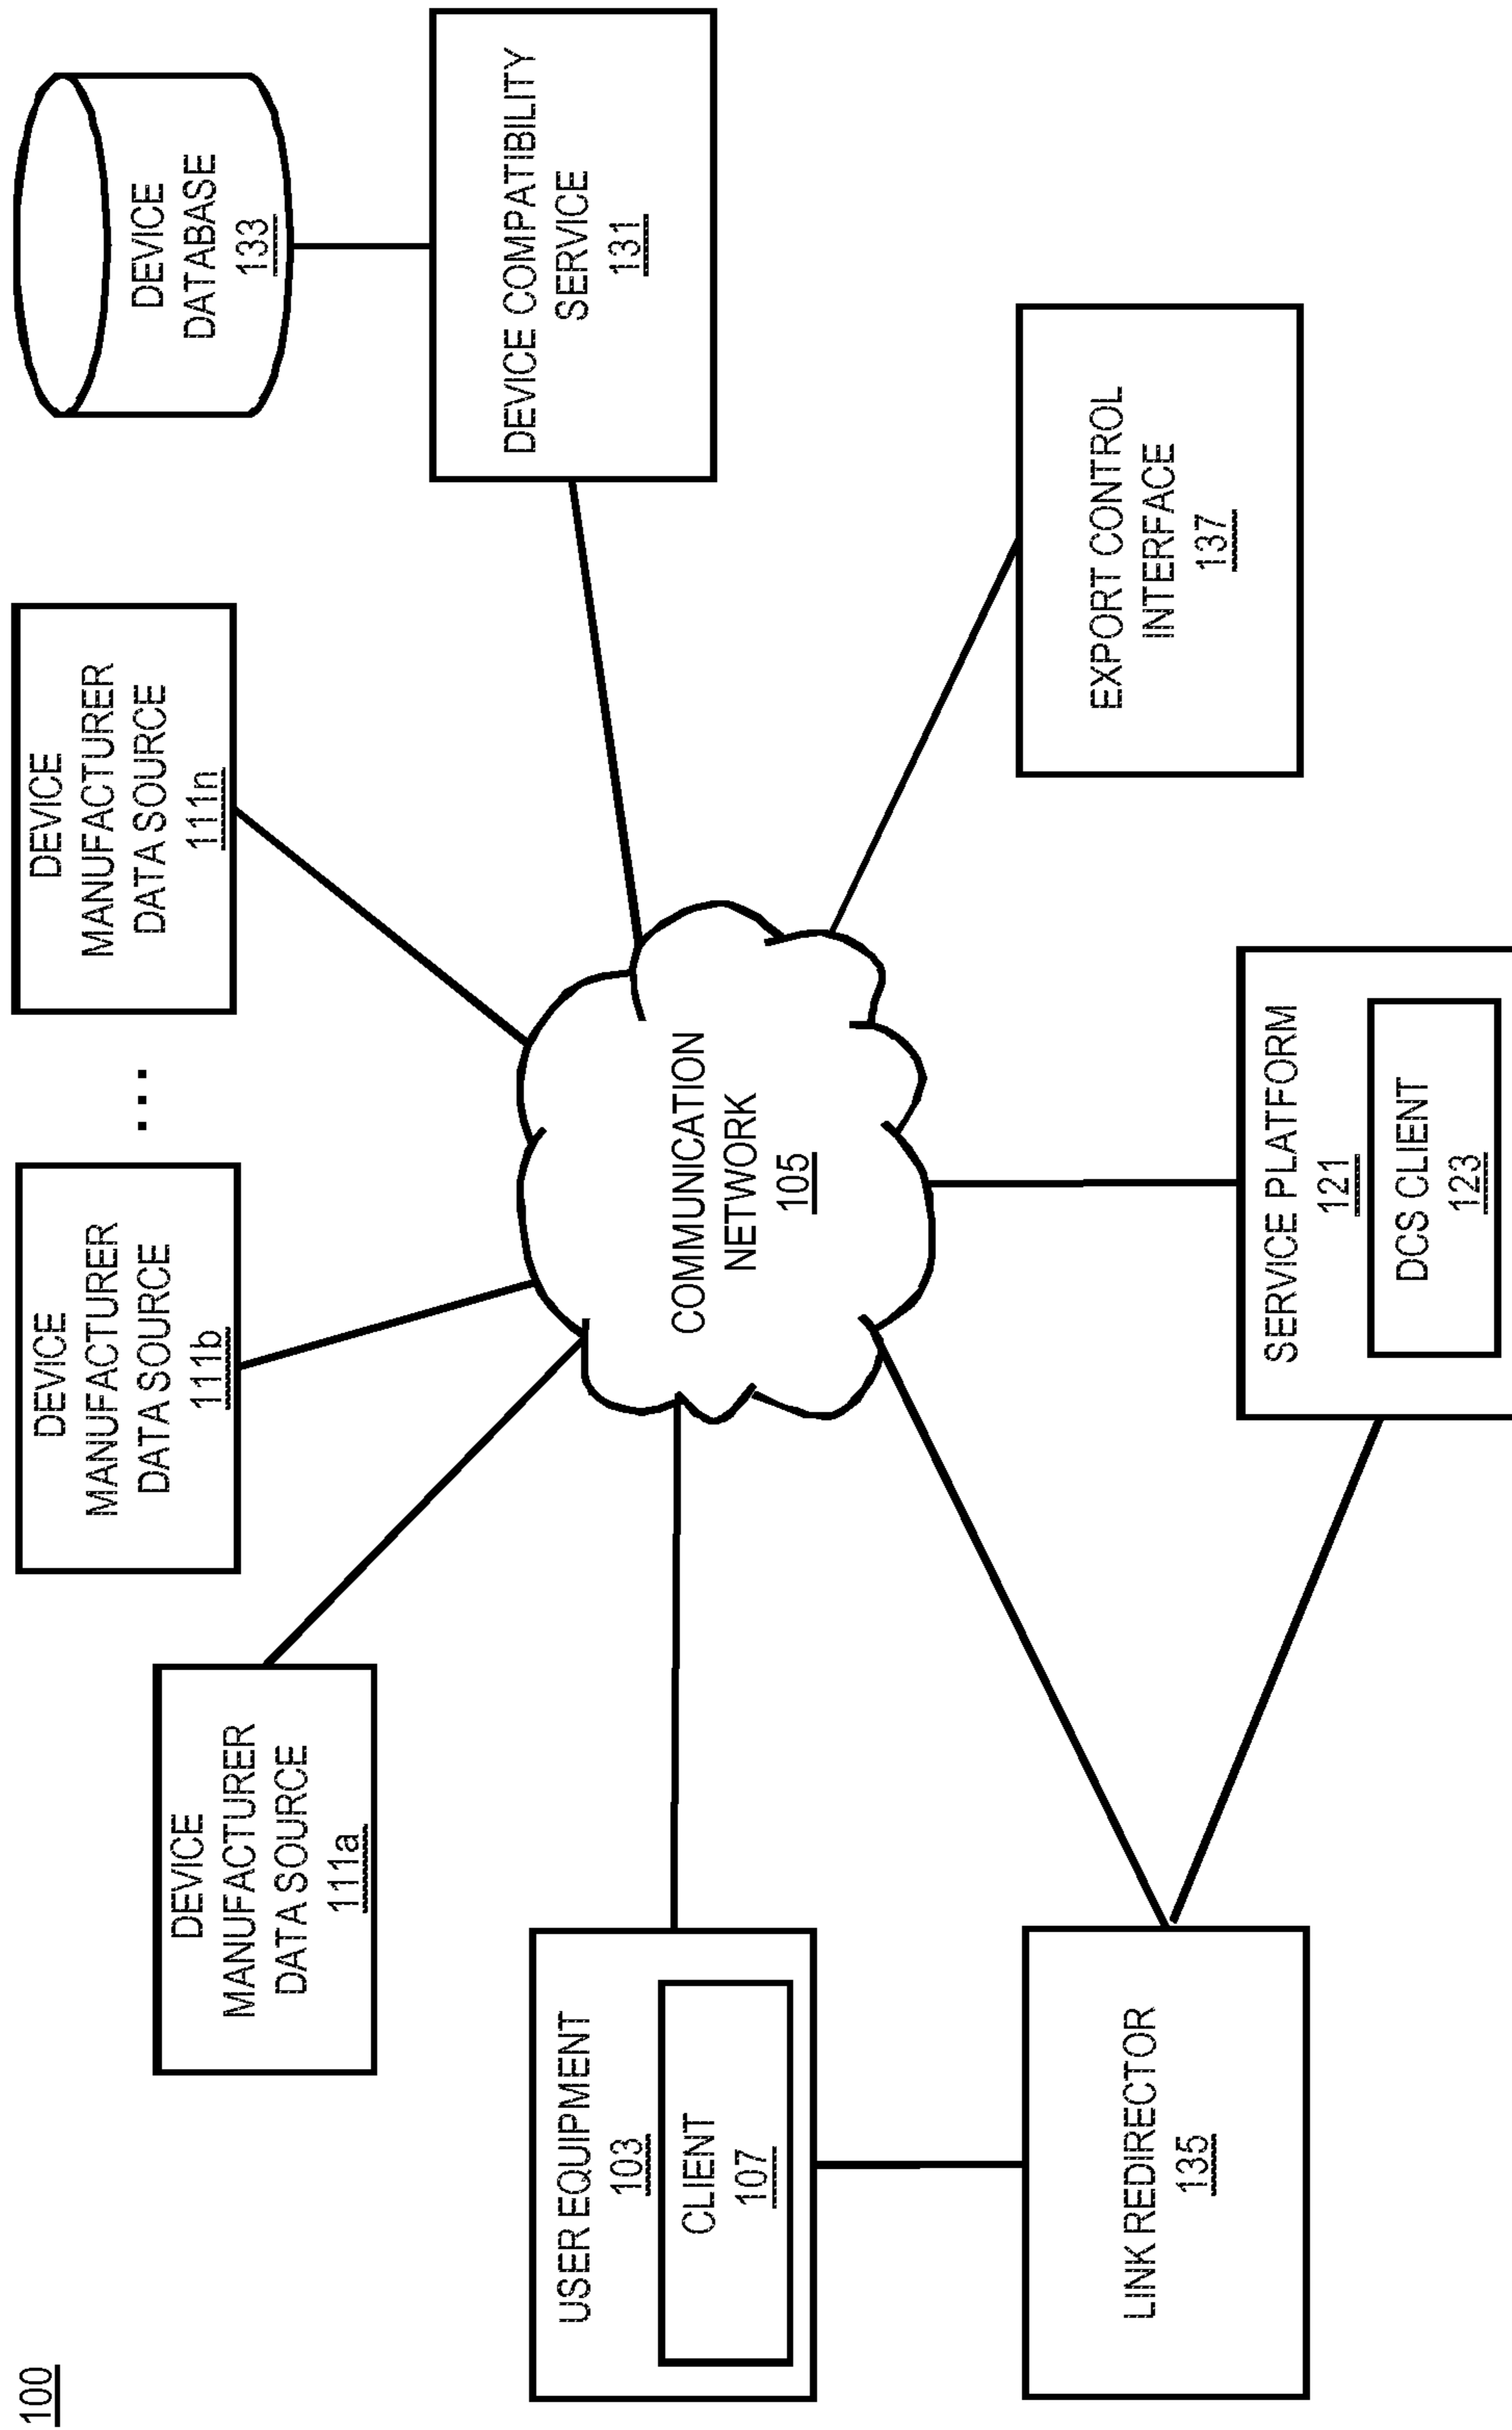 100
DEVICE
MANUFACTURER
DATA SOURCE
111a
DEVICE
MANUFACTURER
DATA SOURCE
111b
...
DEVICE
MANUFACTURER
DATA SOURCE
111n
DEVICE
DATABASE
133
USER EQUIPMENT
103
CLIENT
107
COMMUNICATION
NETWORK
105
DEVICE COMPATIBILITY
SERVICE
131
LINK REDIRECTOR
135
SERVICE PLATFORM
121
DCS CLIENT
123
EXPORT CONTROL
INTERFACE
137